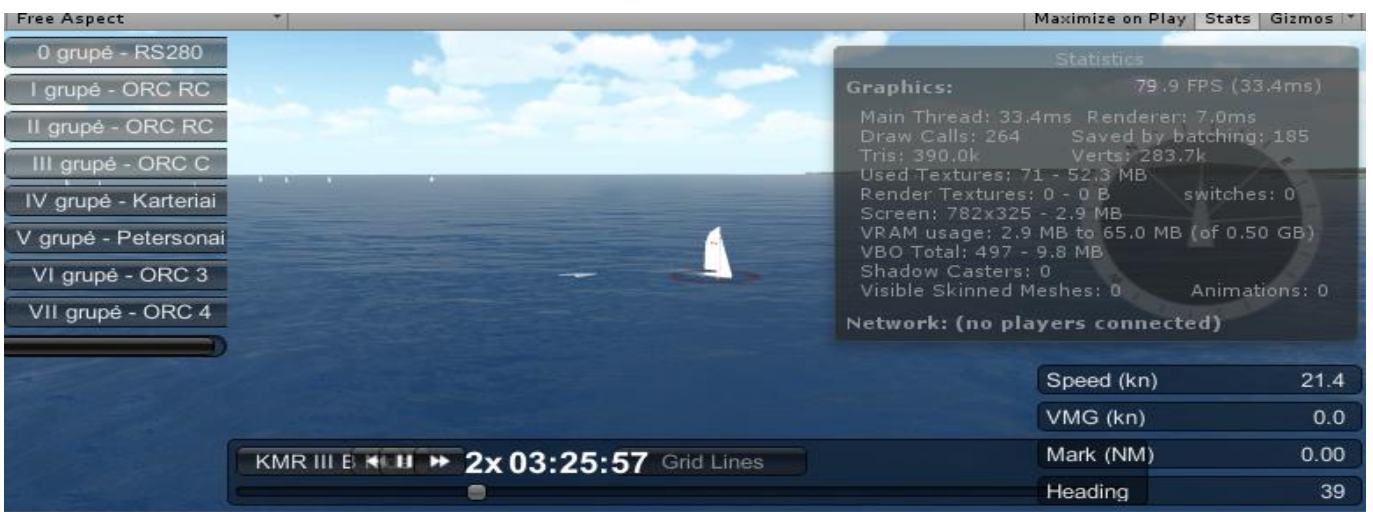 Free Aspect
Maximize on Play Stats Gizmos
0 grupė - RS280
I grupė - ORC RC
II grupė - ORC RC
III grupė - ORC C
IV grupė - Karteriai
V grupė - Petersonai
VI grupė - ORC 3
VII grupė - ORC 4
Statistics
Graphics: 79.9 FPS (33.4ms)
Main Thread: 33.4ms Renderer: 7.0ms
Draw Calls: 264 Saved by batching: 185
Tris: 390.0k Verts: 283.7k
Used Textures: 71 - 52.3 MB
Render Textures: 0 - 0 B switches: 0
Screen: 782x325 - 2.9 MB
VRAM usage: 2.9 MB to 65.0 MB (of 0.50 GB)
VBO Total: 497 - 9.8 MB
Shadow Casters: 0
Visible Skinned Meshes: 0 Animations: 0
Network: (no players connected)
Speed (kn) 21.4
VMG (kn) 0.0
Mark (NM) 0.00
Heading 39
KMR III 2x 03:25:57 Grid Lines